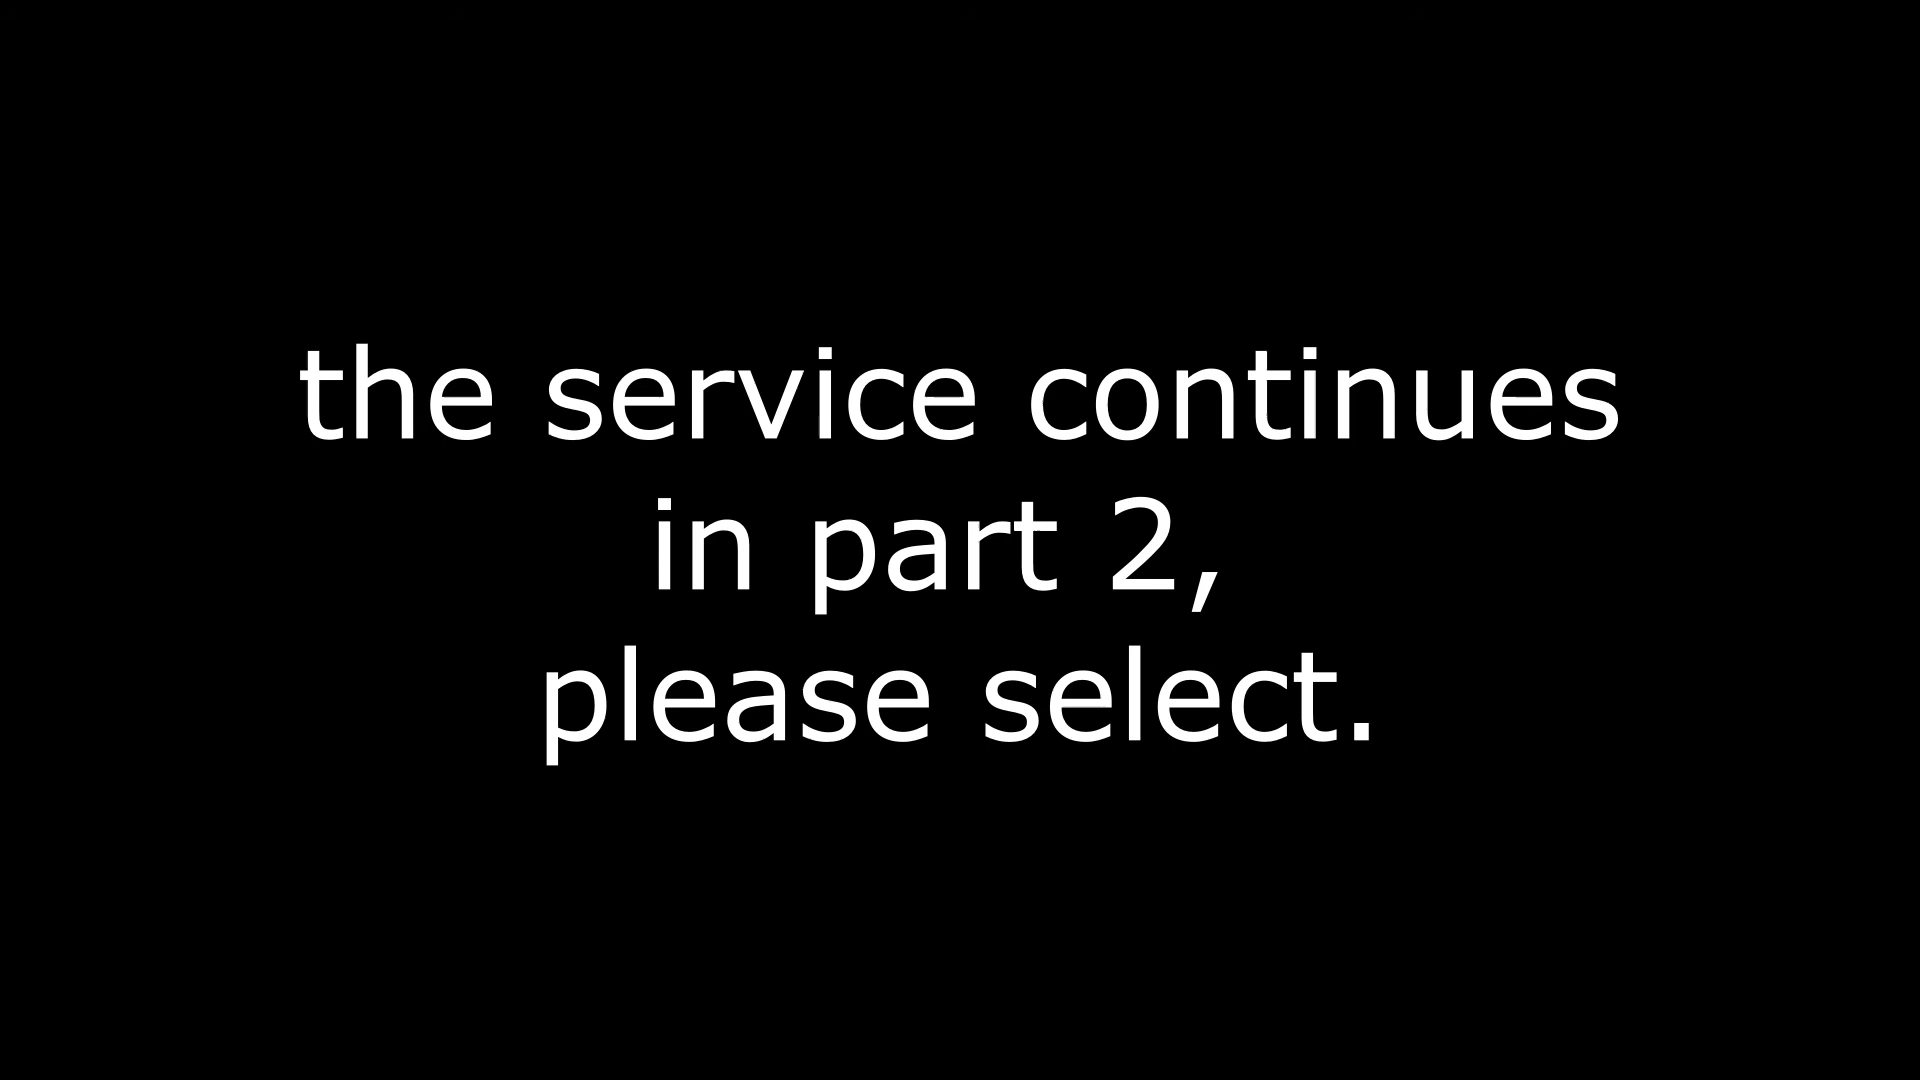 the service continues
in part 2,
please select.